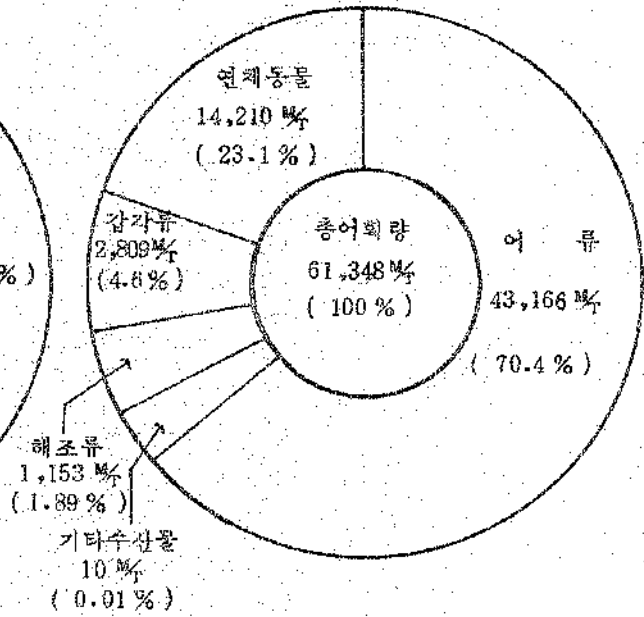 연체동물
14,210 M/T
( 23.1 % )
갑각류
2,809 M/T
(4.6 %)
총어획량
61,348 M/T
( 100 % )
어 류
43,166 M/T
( 70.4 % )
% )
해조류
1,153 M/T
( 1.89 % )
기타수산물
10 M/T
( 0.01 % )